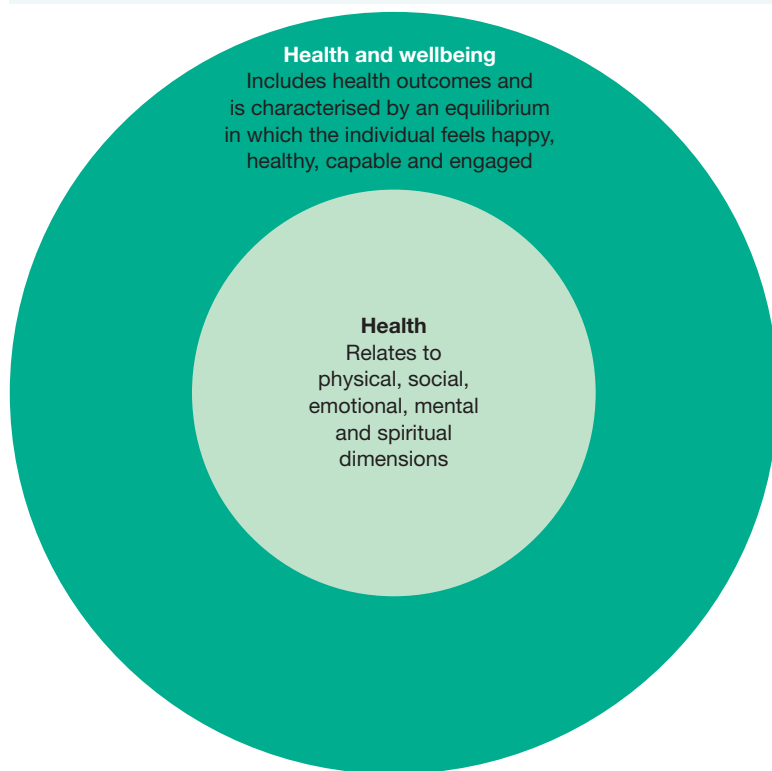 Health and wellbeing
Includes health outcomes and
is characterised by an equilibrium
in which the individual feels happy,
healthy, capable and engaged
Health
Relates to
physical, social,
emotional, mental
and spiritual
dimensions